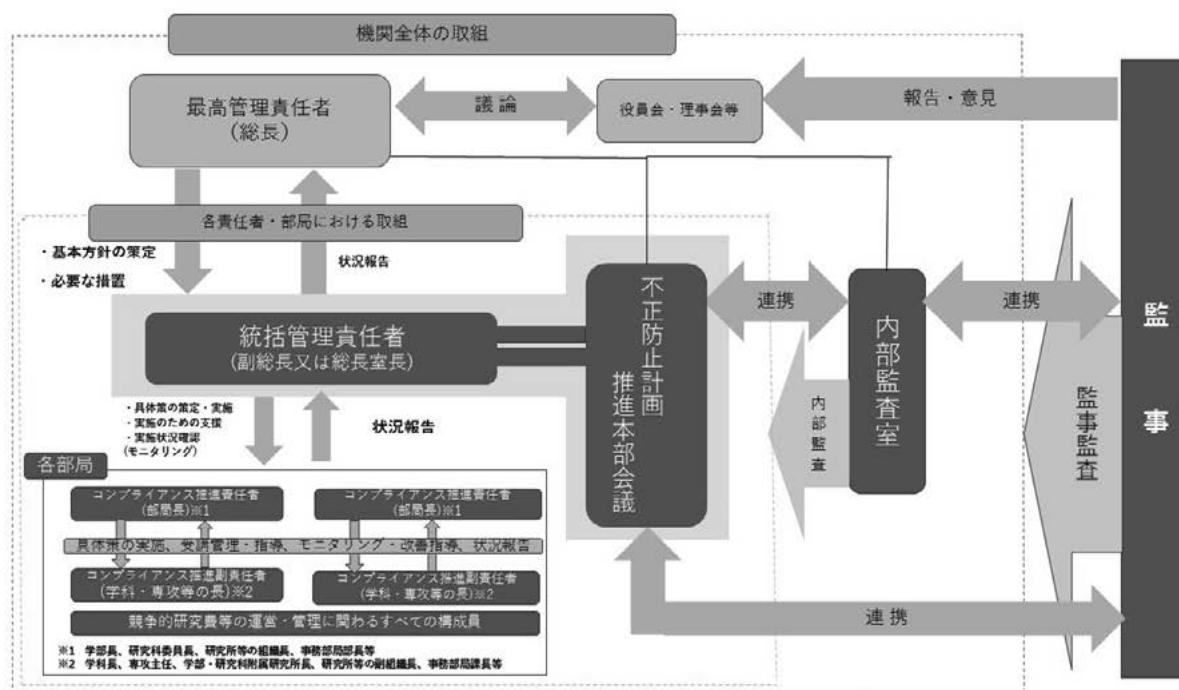 機関全体の取組
最高管理責任者
(総長)
議論
役員会・理事会等
報告・意見
各責任者・部局における取組
・基本方針の策定
・必要な措置
状況報告
統括管理責任者
(副総長又は総長室長)
不正防止計画
推進本部会議
連携
内部監査室
連携
監事
内部監査
監事監査
・具体策の策定・実施
・実施のための支援
・実施状況確認
(モニタリング)
状況報告
各部局
コンプライアンス推進責任者
(部局長)※1
コンプライアンス推進責任者
(部局長)※1
具体策の実施、受講管理・指導、モニタリング・改善指導、状況報告
コンプライアンス推進副責任者
(学科・専攻等の長)※2
コンプライアンス推進副責任者
(学科・専攻等の長)※2
競争的研究費等の運営・管理に関わるすべての構成員
※1 学部長、研究科委員長、研究所等の組織長、事務部局部長等
※2 学科長、専攻主任、学部・研究科附属研究所長、研究所等の副組織長、事務部局課長等
連携